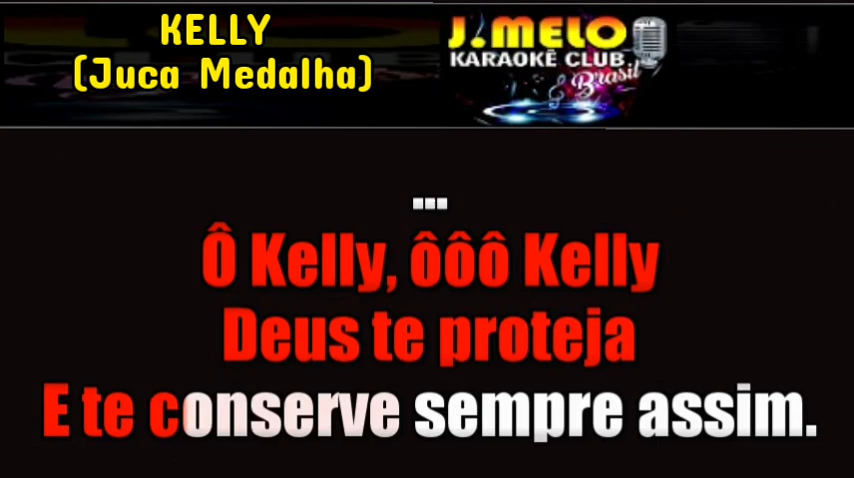 KELLY
(Juca Medalha)
J.MELO
KARAOKÊ CLUB
Brasil
...
Ô Kelly, ôôô Kelly
Deus te proteja
E te conserve sempre assim.